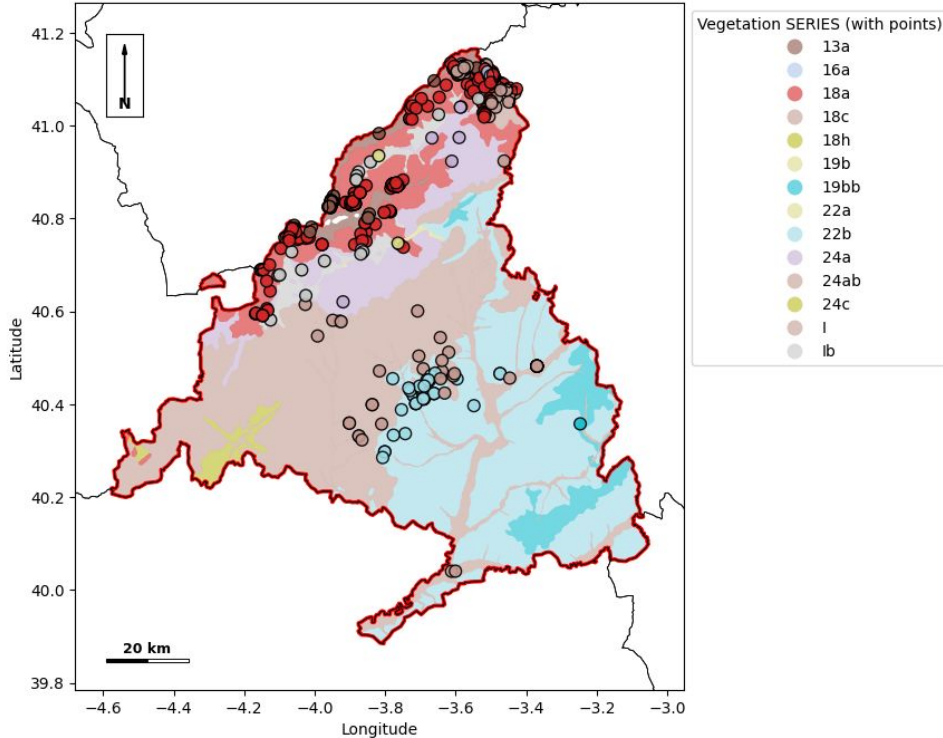 Vegetation SERIES (with points)
13a
16a
18a
18c
18h
19b
19bb
22a
22b
24a
24ab
24c
I
Ib
N
41.2
41.0
40.8
40.6
40.4
40.2
40.0
39.8
Latitude
20 km
−4.6
−4.4
−4.2
−4.0
−3.8
−3.6
−3.4
−3.2
−3.0
Longitude